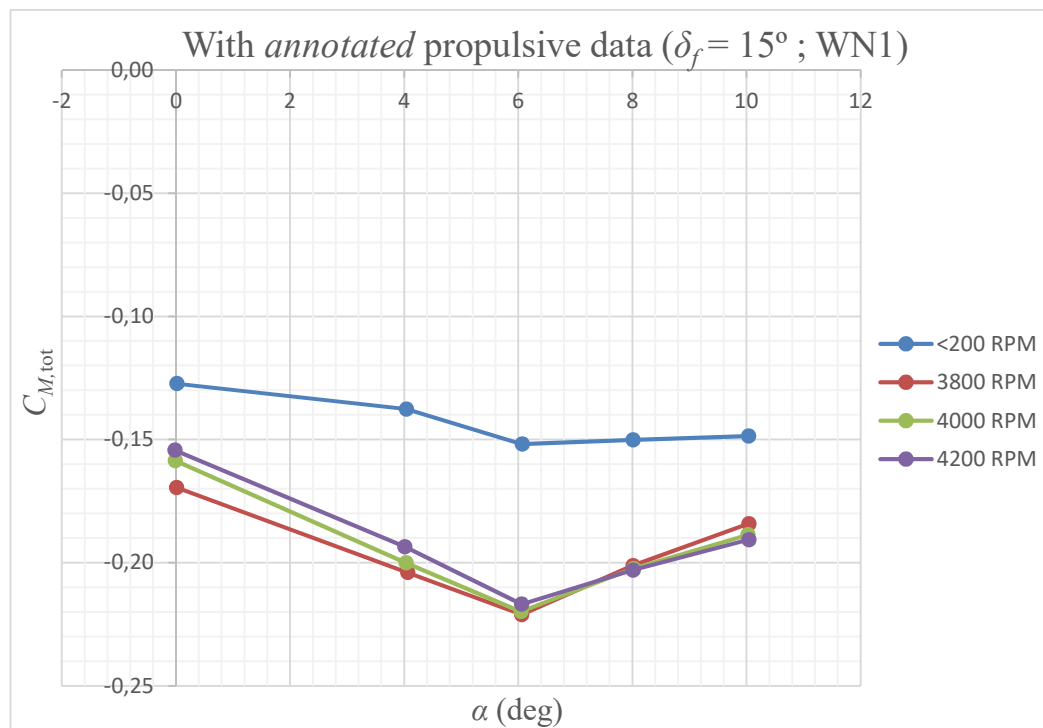 With annotated propulsive data (δf = 15º ; WN1)
0,00
-2 0 2 4 6 8 10 12
-0,05
-0,10
-0,15
-0,20
-0,25
CM,tot
α (deg)
<200 RPM
3800 RPM
4000 RPM
4200 RPM